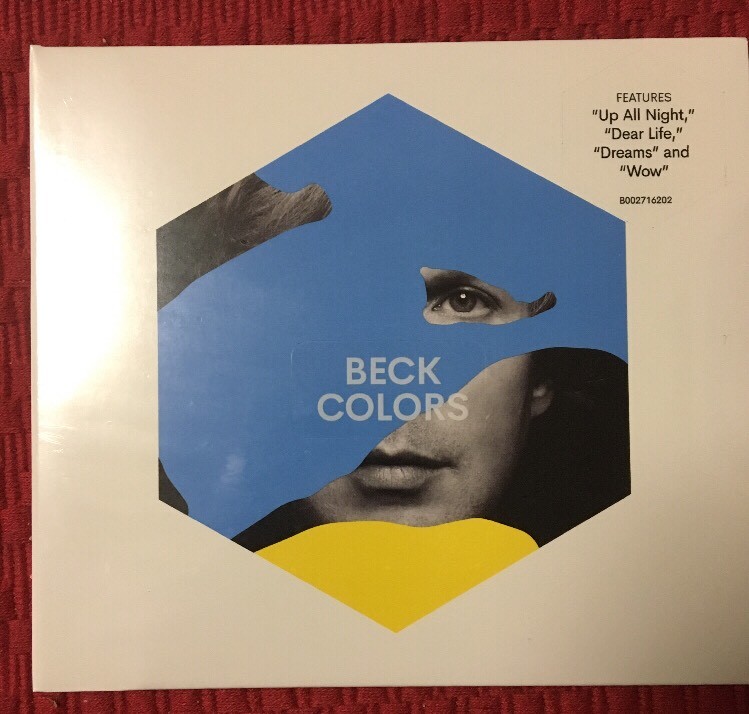 FEATURES
"Up All Night,"
"Dear Life,"
"Dreams" and
"Wow"
B002716202
BECK
COLORS